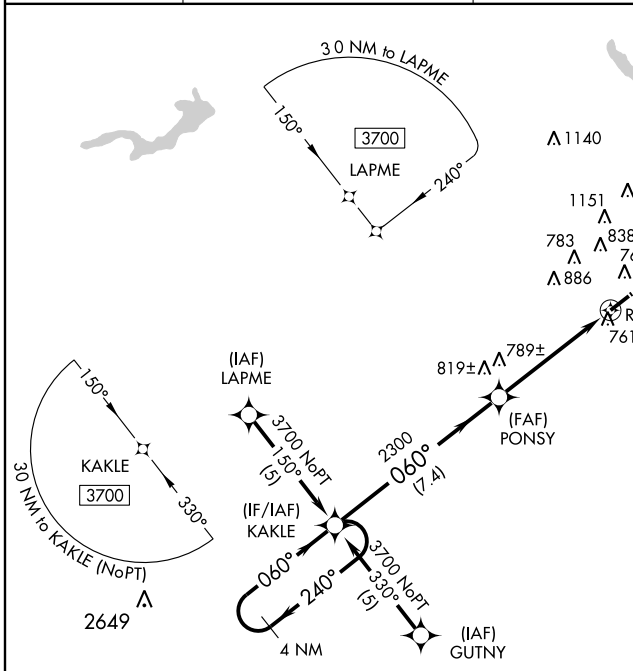 30 NM to LAPME
150°
3700
LAPME
240°
1140
1151
783
838
886
R
761
(IAF)
LAPME
819±
789±
(FAF)
PONSY
150°
KAKLE
3700
330°
30 NM to KAKLE (NoPT)
2649
3700 NoPT
150°
(5)
2300
060°
(7.4)
(IF/IAF)
KAKLE
060°
240°
4 NM
3700 NoPT
330°
(5)
(IAF)
GUTNY